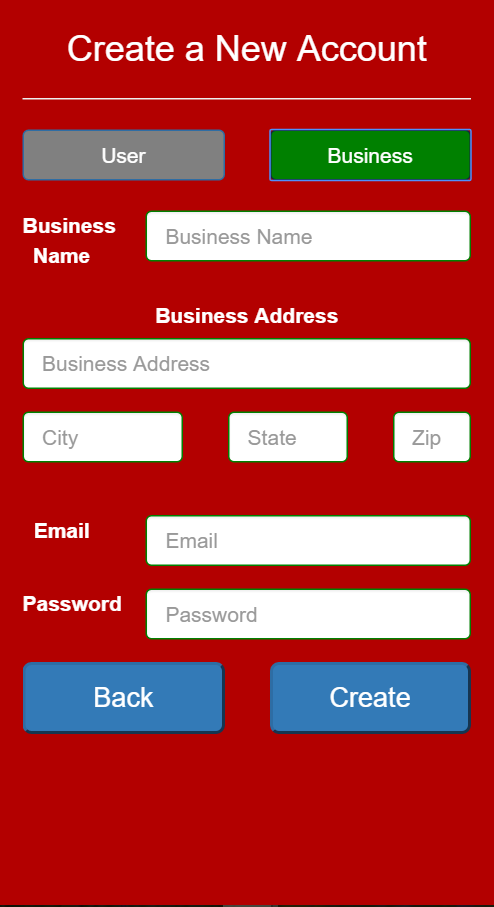 Create a New Account
User Business
Business Business Name
Name
Business Address
Business Address
City State Zip
Email Email
Password Password
Back Create